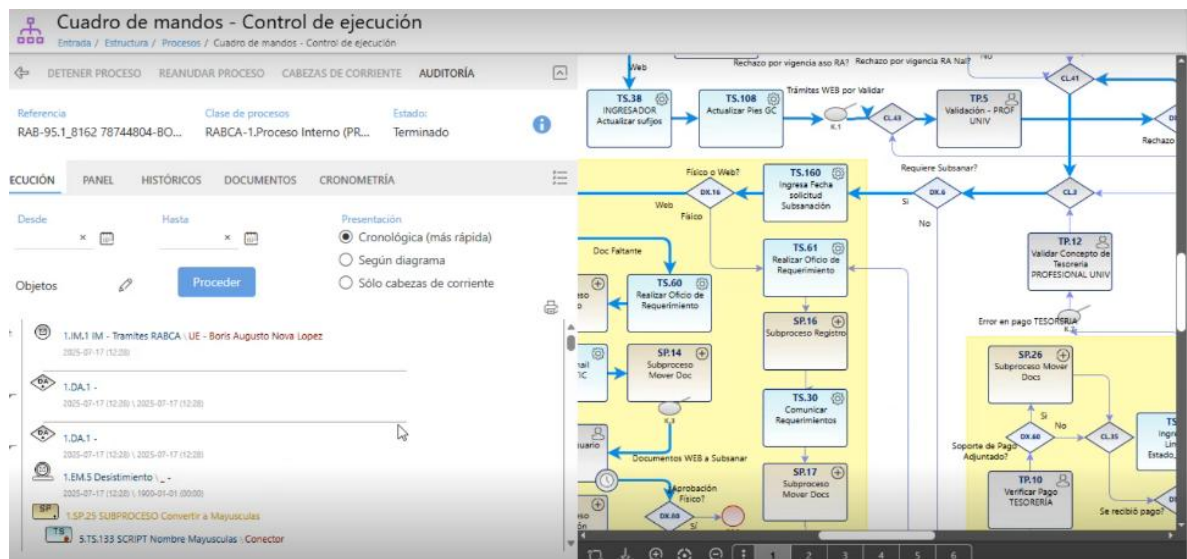 Cuadro de mandos - Control de ejecución
Entrada / Estructura / Procesos / Cuadro de mandos - Control de ejecución
DETENER PROCESO REANUDAR PROCESO CABEZAS DE CORRIENTE AUDITORÍA
Referencia Clase de procesos Estado:
RAB-95.1_8162 78744804-BO... RABCA-1.Proceso Interno (PR... Terminado
ECUCIÓN PANEL HISTÓRICOS DOCUMENTOS CRONOMETRÍA
Desde Hasta Presentación
Cronológica (más rápida)
Según diagrama
Sólo cabezas de corriente
Objetos Proceder
1.IM.1 IM - Tramites RABCA \ UE - Boris Augusto Nova Lopez
2025-07-17 (12:28)
DA 1.DA.1 -
2025-07-17 (12:28) \ 2025-07-17 (12:28)
DA 1.DA.1 -
2025-07-17 (12:28) \ 2025-07-17 (12:28)
1.EM.5 Desistimiento \ _ -
2025-07-17 (12:28) \ 1900-01-01 (00:00)
SP 1.SP.25 SUBPROCESO Convertir a Mayusculas
TS 5.TS.133 SCRIPT Nombre Mayusculas Conector
Web
Rechazo por vigencia aso RA? Rechazo por vigencia RA Nal?
CL.41
TS.38
INGRESADOR
Actualizar sufijos
TS.108
Actualizar Pies GC
Trámites WEB por Validar
K.1
CL.43
TP.5
Validación - PROF
UNIV
Rechazo
Físico o Web?
DX.16
Web
Físico
TS.160
Ingresa Fecha
solicitud
Subsanación
Requiere Subsanar?
DX.6
Si
No
CL.3
Doc Faltante
TS.60
Realizar Oficio de
Requerimiento
TS.61
Realizar Oficio de
Requerimiento
TP.12
Validar Concepto de
Tesoreria
PROFESIONAL UNIV
SP.14
Subproceso
Mover Doc
K.3
SP.16
Subproceso Registro
Error en pago TESORERIA
SP.26
Subproceso Mover
Docs
TS.30
Comunicar
Requerimientos
Si
No
DX.60
CL.35
Soporte de Pago
Adjuntado?
uario
Documentos WEB a Subsanar
SP.17
Subproceso
Mover Docs
TP.10
Verificar Pago
TESORERÍA
Se recibió pago?
Aprobación
Físico?
SÍ
1 2 3 4 5 6